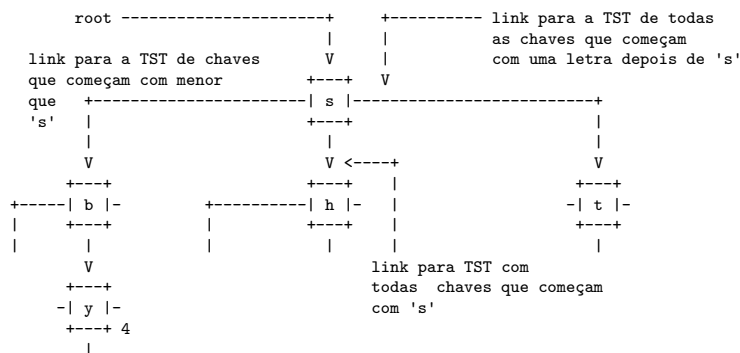 root ---------------------+ +---------- link para a TST de todas
| | as chaves que começam
link para a TST de chaves V | com uma letra depois de 's'
que começam com menor +---+ V
que +-----------------------| s |--------------------------+
's' | +---+ |
| | |
V V <----+ V
+---+ +---+ | +---+
+-----| b |- +----------| h |- | -| t |-
| +---+ | +---+ | +---+
| | | | | |
V link para TST com
+---+ todas chaves que começam
-| y |- com 's'
+---+ 4
|